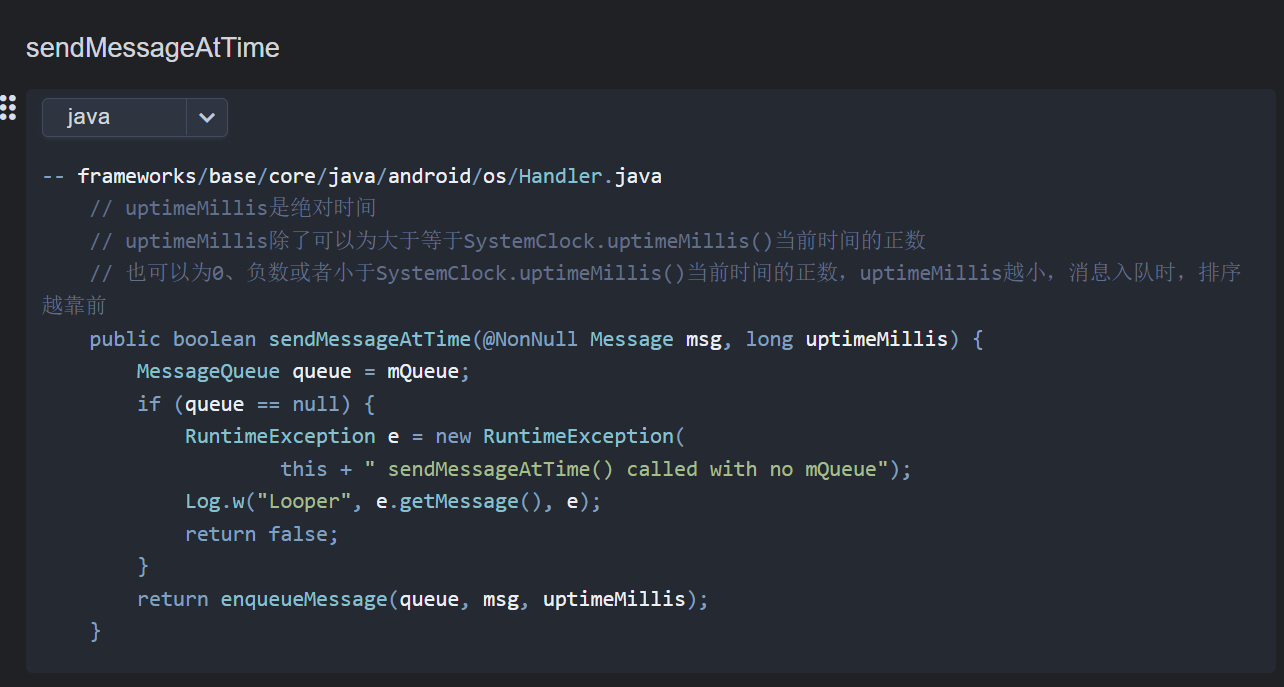 sendMessageAtTime
java
-- frameworks/base/core/java/android/os/Handler.java
// uptimeMillis是绝对时间
// uptimeMillis除了可以为大于等于SystemClock.uptimeMillis()当前时间的正数
// 也可以为0、负数或者小于SystemClock.uptimeMillis()当前时间的正数，uptimeMillis越小，消息入队时，排序
越靠前
public boolean sendMessageAtTime(@NonNull Message msg, long uptimeMillis) {
MessageQueue queue = mQueue;
if (queue == null) {
RuntimeException e = new RuntimeException(
this + " sendMessageAtTime() called with no mQueue");
Log.w("Looper", e.getMessage(), e);
return false;
}
return enqueueMessage(queue, msg, uptimeMillis);
}